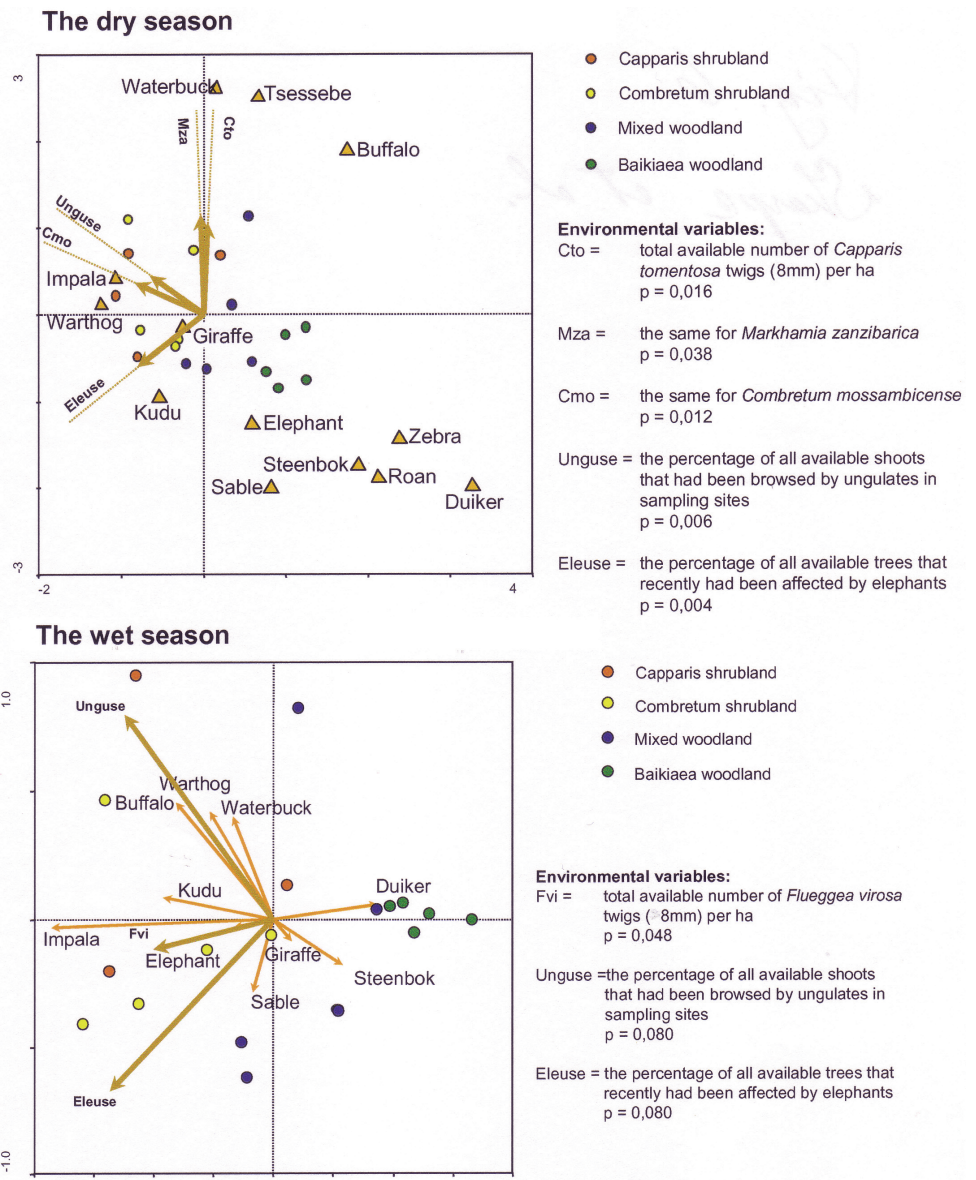 The dry season
3
Waterbuck
Tsessebe
Buffalo
Mza
Cto
Unguse
Cmo
Impala
Warthog
Giraffe
Eleuse
Kudu
Elephant
Zebra
Steenbok
Roan
Sable
Duiker
-3
-2
4
Capparis shrubland
Combretum shrubland
Mixed woodland
Baikiaea woodland
Environmental variables:
Cto = total available number of Capparis
tomentosa twigs (8mm) per ha
p = 0,016
Mza = the same for Markhamia zanzibarica
p = 0,038
Cmo = the same for Combretum mossambicense
p = 0,012
Unguse = the percentage of all available shoots
that had been browsed by ungulates in
sampling sites
p = 0,006
Eleuse = the percentage of all available trees that
recently had been affected by elephants
p = 0,004
The wet season
1.0
Unguse
Warthog
Buffalo
Waterbuck
Kudu
Duiker
Impala
Fvi
Elephant
Giraffe
Steenbok
Sable
Eleuse
-1.0
Capparis shrubland
Combretum shrubland
Mixed woodland
Baikiaea woodland
Environmental variables:
Fvi = total available number of Flueggea virosa
twigs ( 8mm) per ha
p = 0,048
Unguse =the percentage of all available shoots
that had been browsed by ungulates in
sampling sites
p = 0,080
Eleuse = the percentage of all available trees that
recently had been affected by elephants
p = 0,080